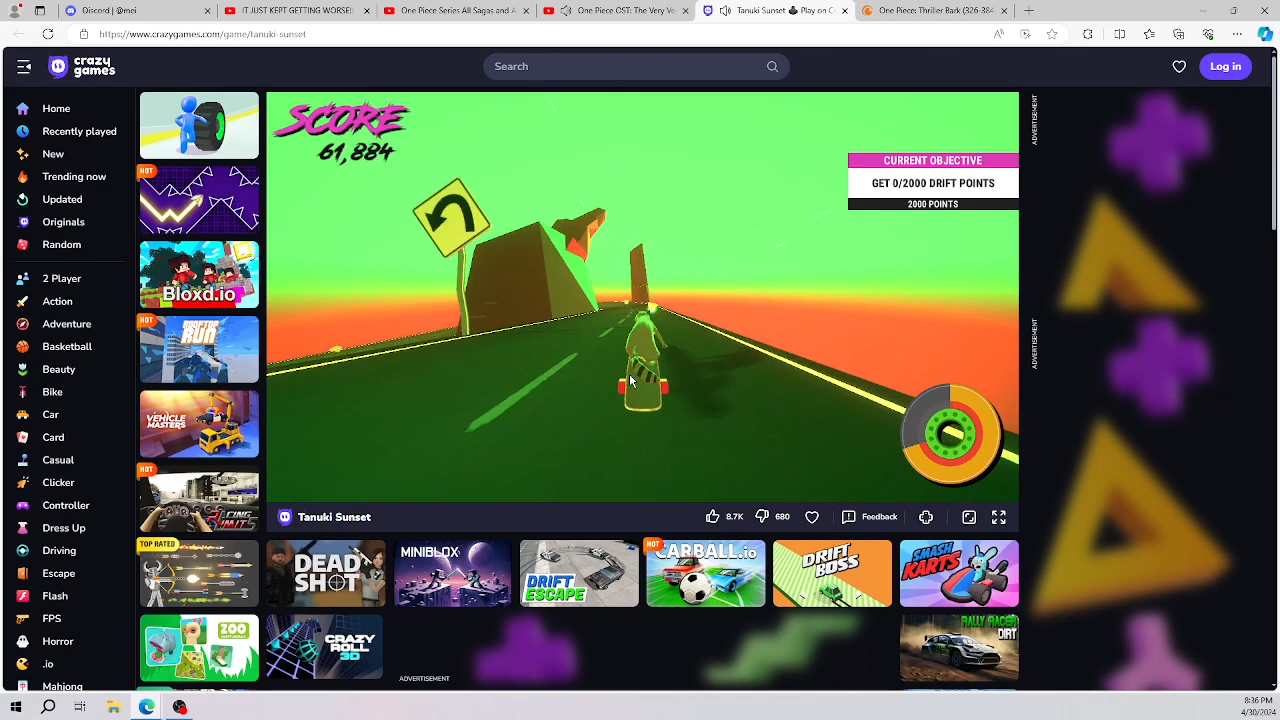 Discord | @mei
IT JUST KEPT GETTING WORSE!
One Piece Series All Sagas and A
One Piece OST: The Very
Tanuki Sunset
Play on C
One Piece: Thriller Bark (326-384
https://www.crazygames.com/game/tanuki-sunset
crazy
games
Search
Log in
Home
Recently played
New
Trending now
Updated
Originals
Random
2 Player
Action
Adventure
Basketball
Beauty
Bike
Car
Card
Casual
Clicker
Controller
Dress Up
Driving
Escape
Flash
FPS
Horror
.io
Mahjong
HOT
Bloxd.io
HOT
ROOFTOP
RUN
VEHICLE
MASTERS
HOT
RACING
LIMITS
TOP RATED
ZOO
SCORE
61,884
CURRENT OBJECTIVE
GET 0/2000 DRIFT POINTS
2000 POINTS
ADVERTISEMENT
ADVERTISEMENT
Tanuki Sunset
8.7K
680
Feedback
DEAD
SHOT
MINIBLOX
DRIFT
ESCAPE
HOT
CARBALL.io
DRIFT
BOSS
SMASH
KARTS
CRAZY
ROLL
3D
ADVERTISEMENT
RALLY RACER
DIRT
8:36 PM
4/30/2024